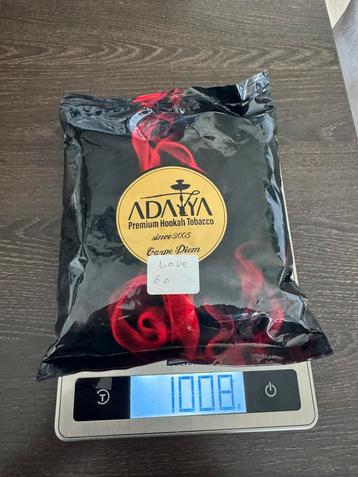 ADALYA
Premium Hookah Tobacco
since 2005
Carpe Diem
Love
66
1008 g
T